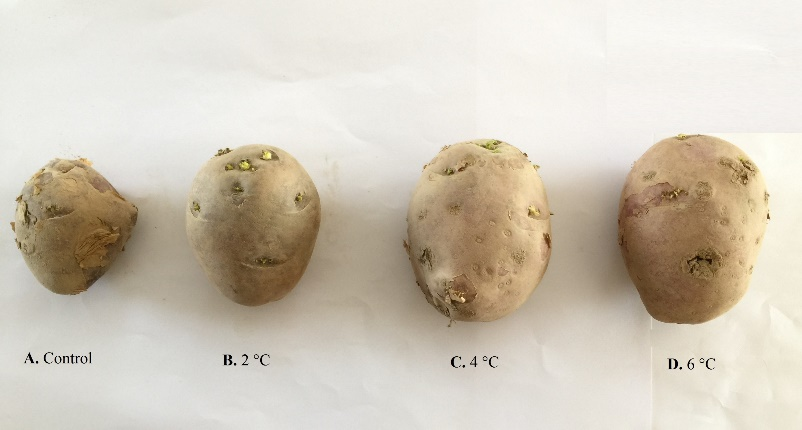 A. Control
B. 2 °C
C. 4 °C
D. 6 °C